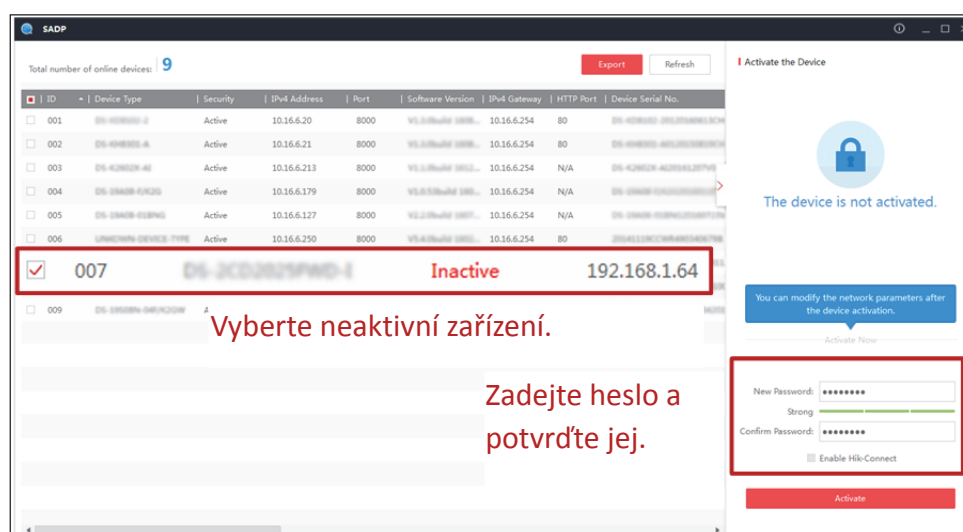 SADP
Total number of online devices: 9
Export
Refresh
ID Device Type Security IPv4 Address Port Software Version IPv4 Gateway HTTP Port Device Serial No.
001 Active 10.16.6.20 8000 10.16.6.254 80
002 Active 10.16.6.21 8000 10.16.6.254 80
003 Active 10.16.6.213 8000 10.16.6.254 N/A
004 Active 10.16.6.179 8000 10.16.6.254 N/A
005 Active 10.16.6.127 8000 10.16.6.254 N/A
006 Active 10.16.6.250 8000 10.16.6.254 80
007 Inactive 192.168.1.64
009
Vyberte neaktivní zařízení.
Zadejte heslo a
potvrďte jej.
Activate the Device
The device is not activated.
You can modify the network parameters after
the device activation.
Activate Now
New Password:
Strong
Confirm Password:
Enable Hik-Connect
Activate